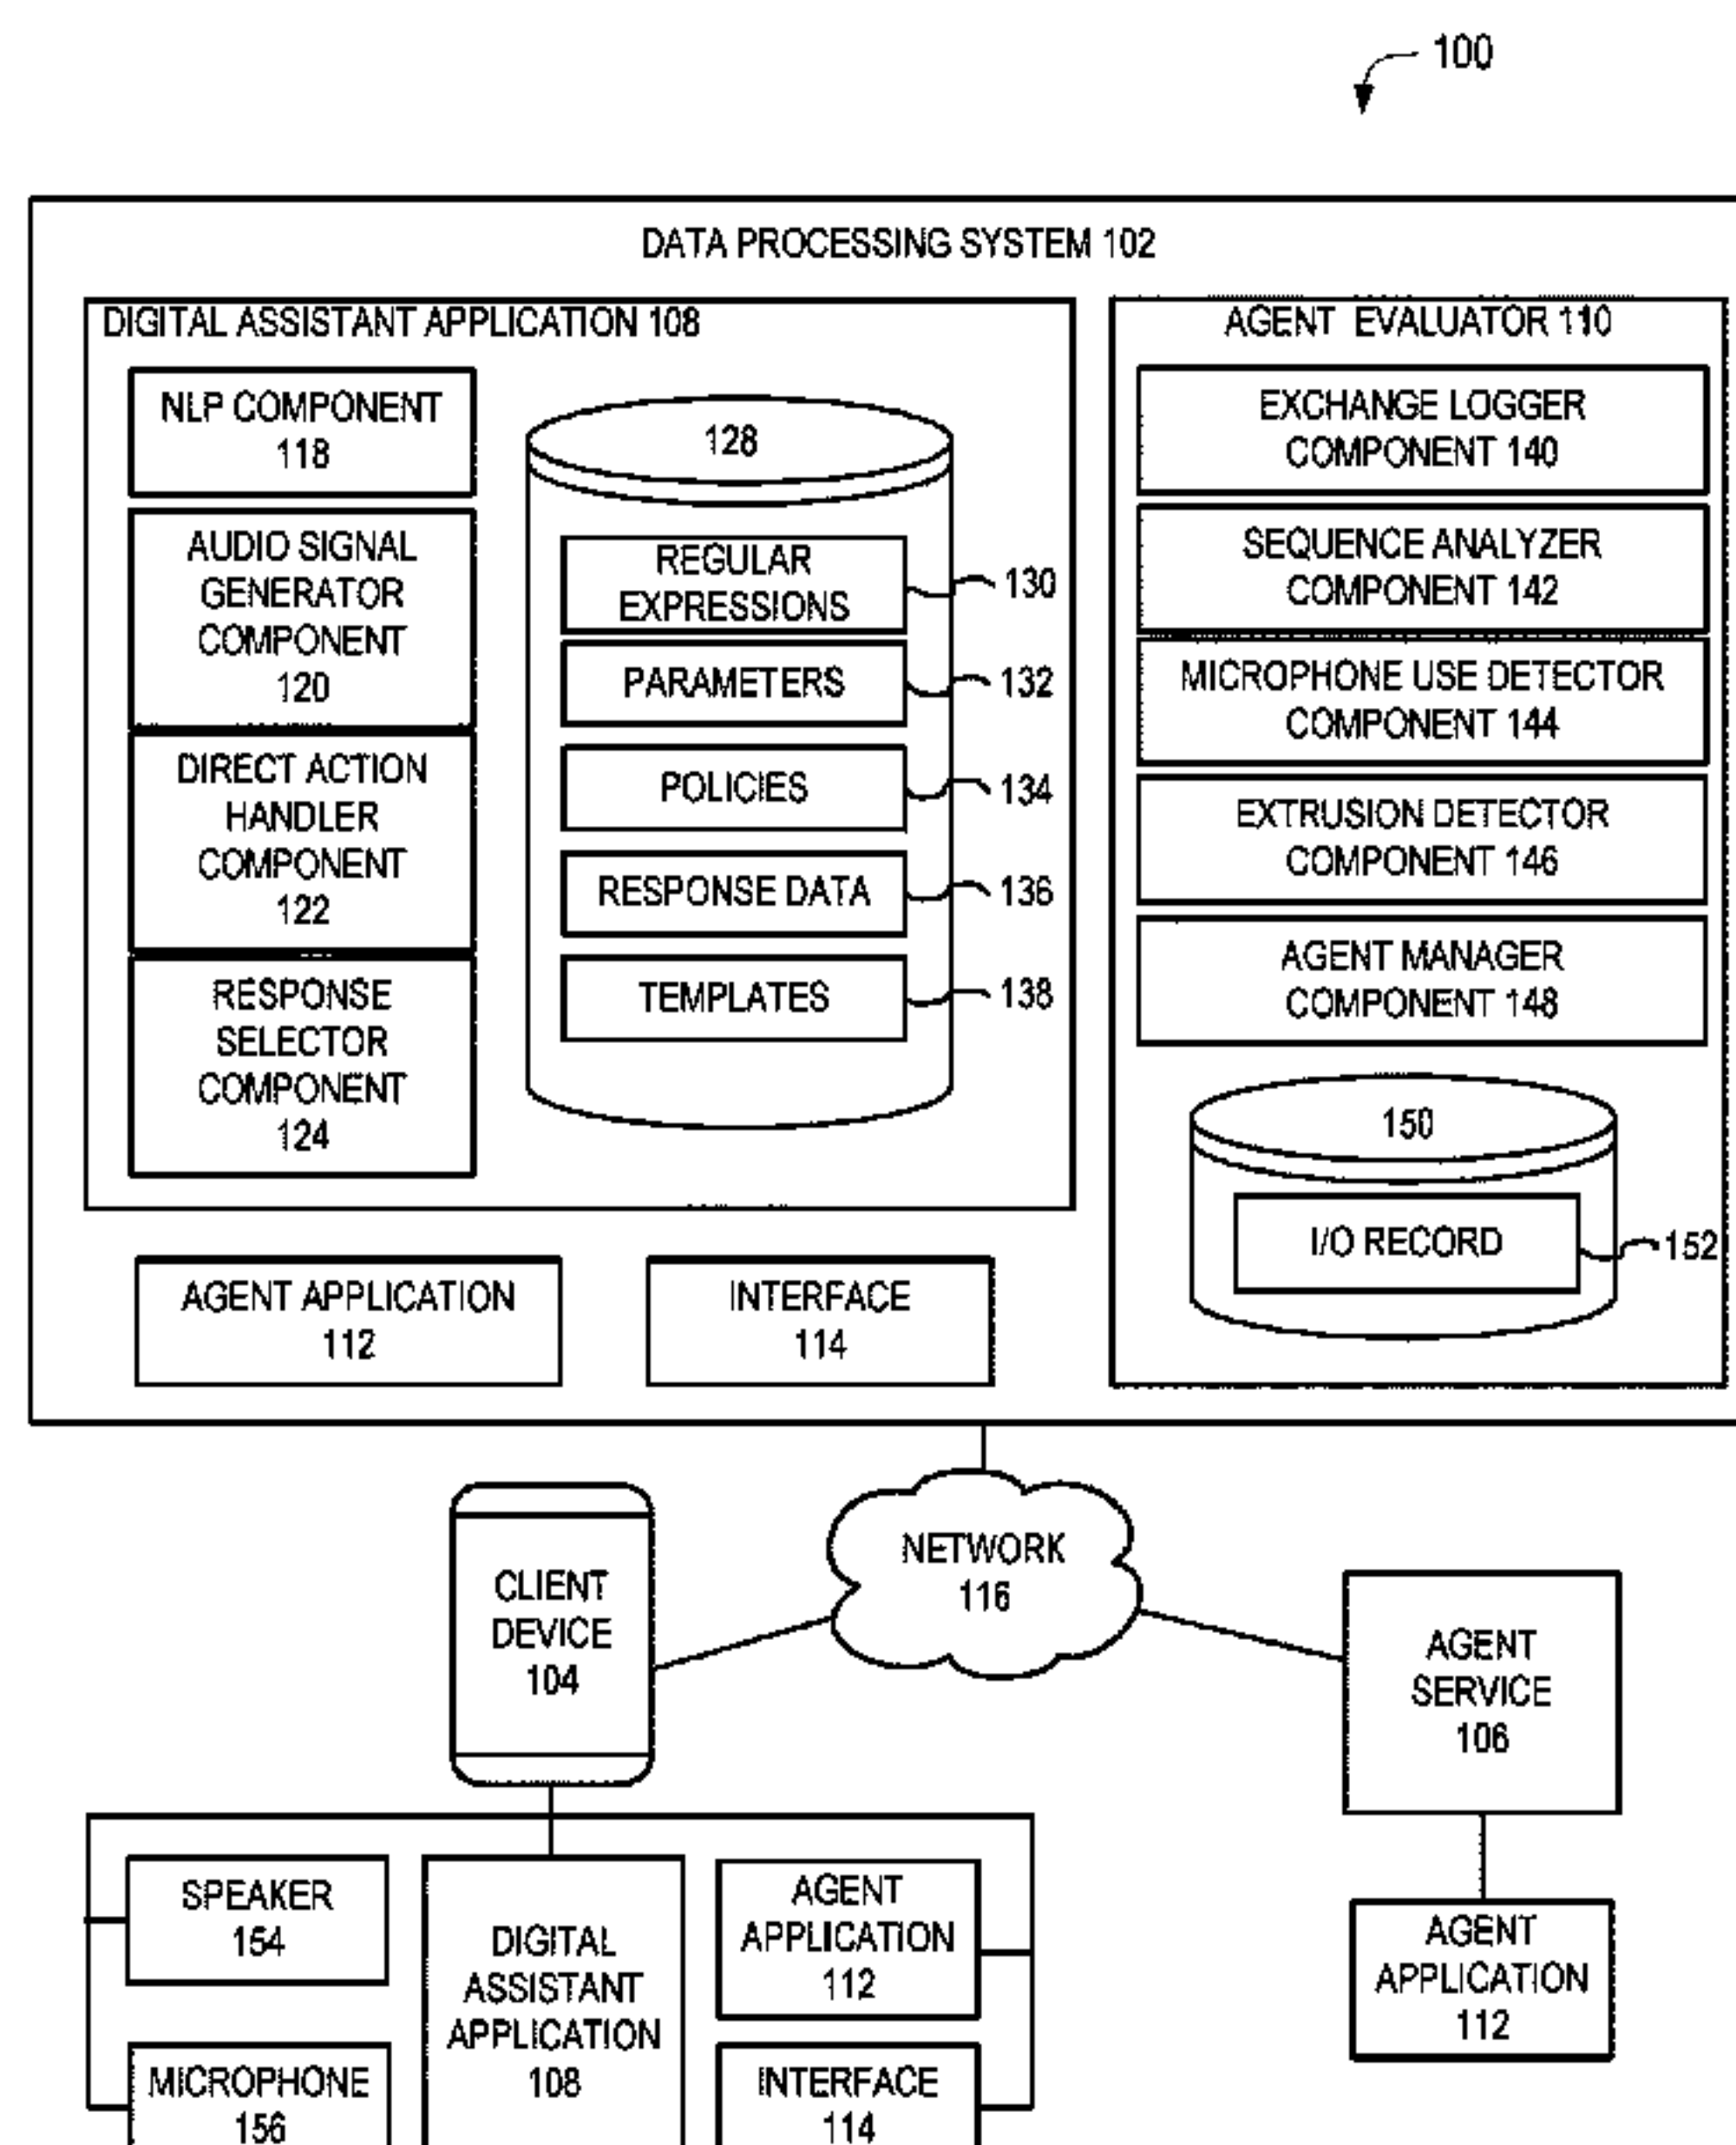 100
DATA PROCESSING SYSTEM 102
DIGITAL ASSISTANT APPLICATION 108
NLP COMPONENT
118
AUDIO SIGNAL
GENERATOR
COMPONENT
120
DIRECT ACTION
HANDLER
COMPONENT
122
RESPONSE
SELECTOR
COMPONENT
124
128
REGULAR
EXPRESSIONS
130
PARAMETERS
132
POLICIES
134
RESPONSE DATA
136
TEMPLATES
138
AGENT EVALUATOR 110
EXCHANGE LOGGER
COMPONENT 140
SEQUENCE ANALYZER
COMPONENT 142
MICROPHONE USE DETECTOR
COMPONENT 144
EXTRUSION DETECTOR
COMPONENT 146
AGENT MANAGER
COMPONENT 148
150
I/O RECORD
152
AGENT APPLICATION
112
INTERFACE
114
CLIENT
DEVICE
104
NETWORK
116
AGENT
SERVICE
106
SPEAKER
154
MICROPHONE
156
DIGITAL
ASSISTANT
APPLICATION
108
AGENT
APPLICATION
112
INTERFACE
114
AGENT
APPLICATION
112